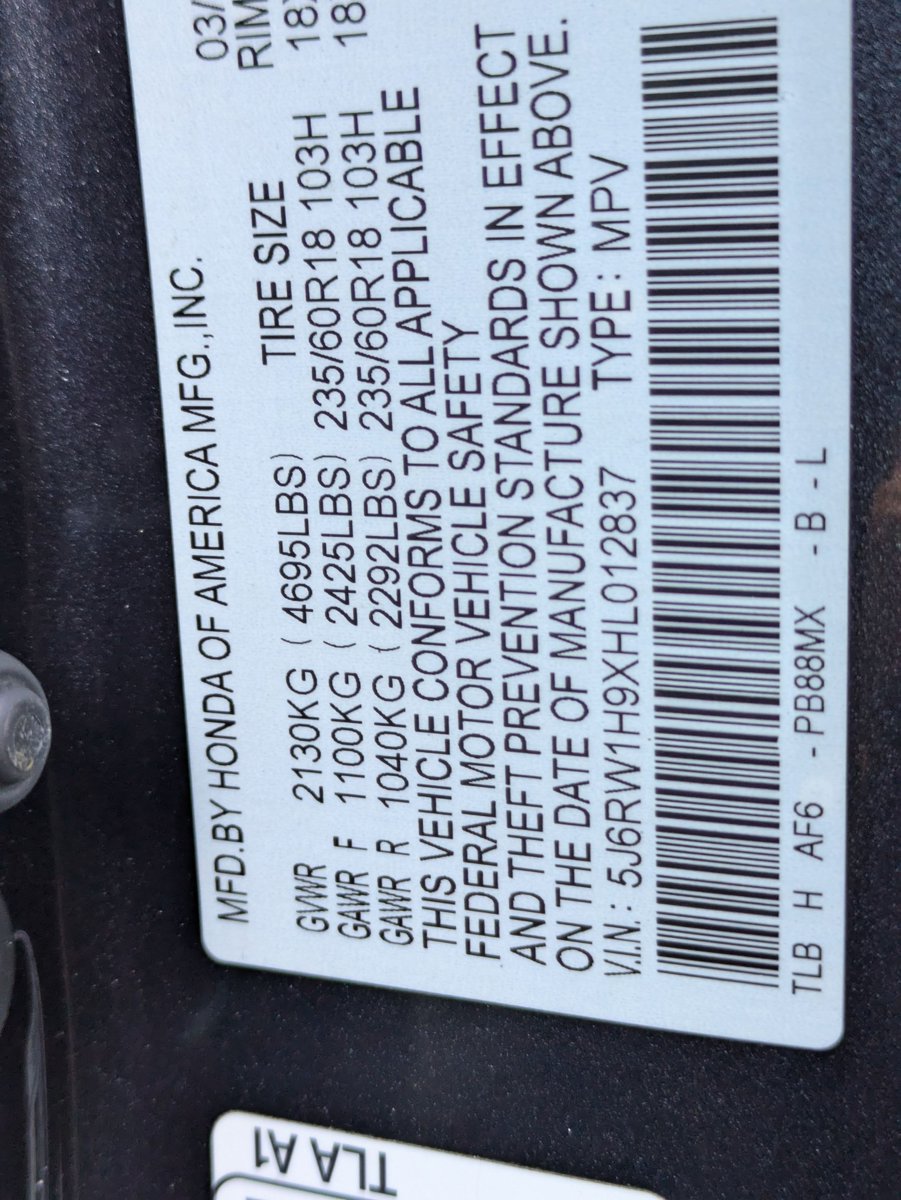 MFD.BY HONDA OF AMERICA MFG.,INC. 03/
TIRE SIZE RIM
GVWR 2130KG ( 4695LBS)
GAWR F 1100KG ( 2425LBS) 235/60R18 103H 18X
GAWR R 1040KG ( 2292LBS) 235/60R18 103H 18
THIS VEHICLE CONFORMS TO ALL APPLICABLE
FEDERAL MOTOR VEHICLE SAFETY
AND THEFT PREVENTION STANDARDS IN EFFECT
ON THE DATE OF MANUFACTURE SHOWN ABOVE.
V.I.N.: 5J6RW1H9XHL012837 TYPE: MPV
TLB H AF6 -PB88MX -B-L
TLA A1